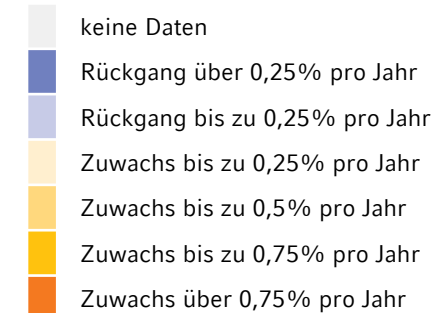 keine Daten
Rückgang über 0,25% pro Jahr
Rückgang bis zu 0,25% pro Jahr
Zuwachs bis zu 0,25% pro Jahr
Zuwachs bis zu 0,5% pro Jahr
Zuwachs bis zu 0,75% pro Jahr
Zuwachs über 0,75% pro Jahr